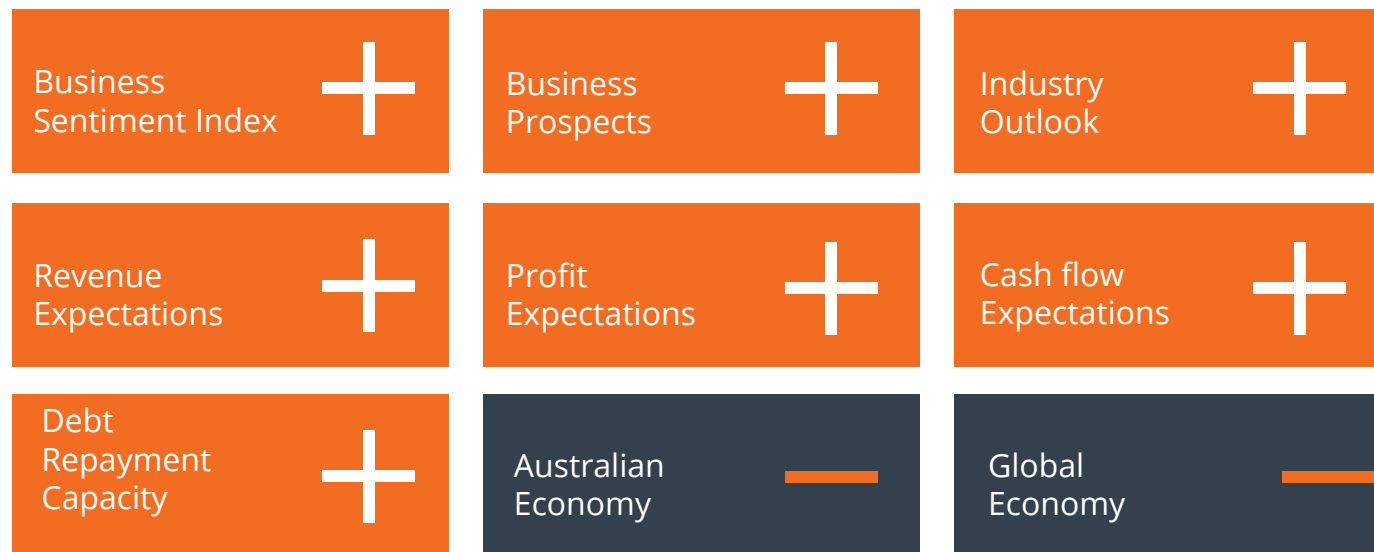 Business
Sentiment Index
Business
Prospects
Industry
Outlook
Revenue
Expectations
Profit
Expectations
Cash flow
Expectations
Debt
Repayment
Capacity
Australian
Economy
Global
Economy